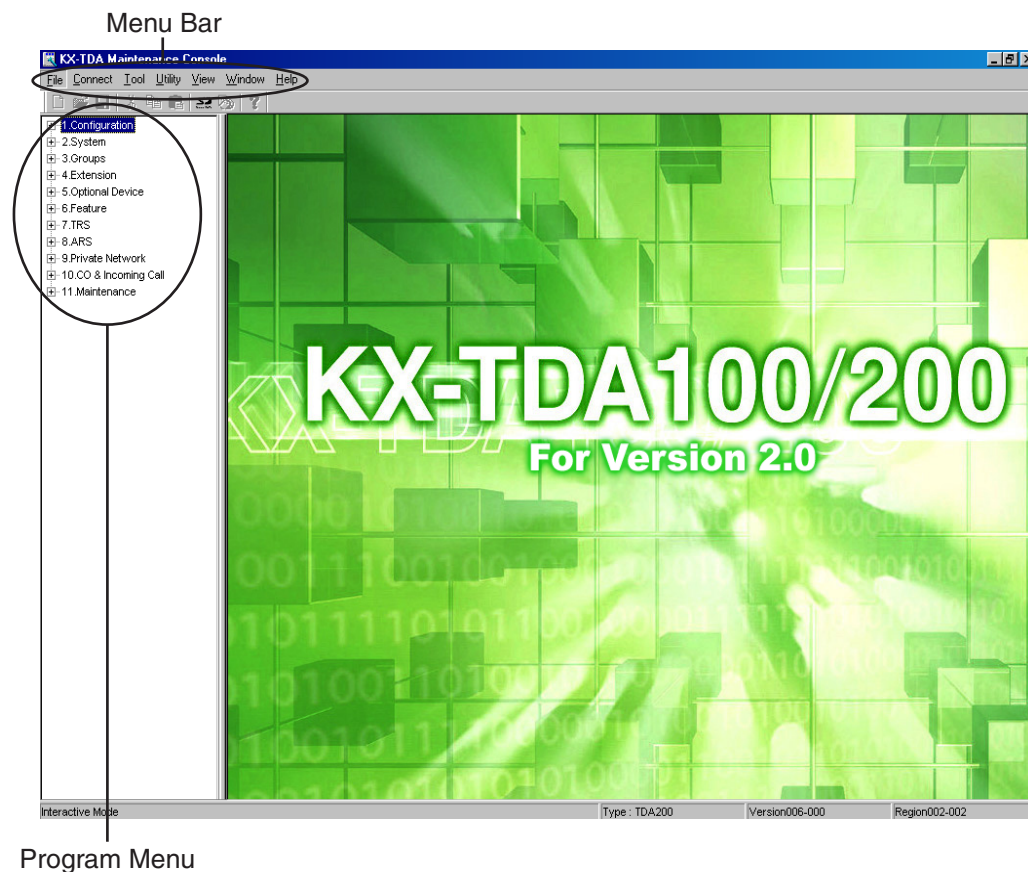 Menu Bar
KX-TDA Maintenance Console
File Connect Tool Utility View Window Help
1.Configuration
2.System
3.Groups
4.Extension
5.Optional Device
6.Feature
7.TRS
8.ARS
9.Private Network
10.CO & Incoming Call
11.Maintenance
KX-TDA100/200
For Version 2.0
Interactive Mode
Type : TDA200
Version006-000
Region002-002
Program Menu